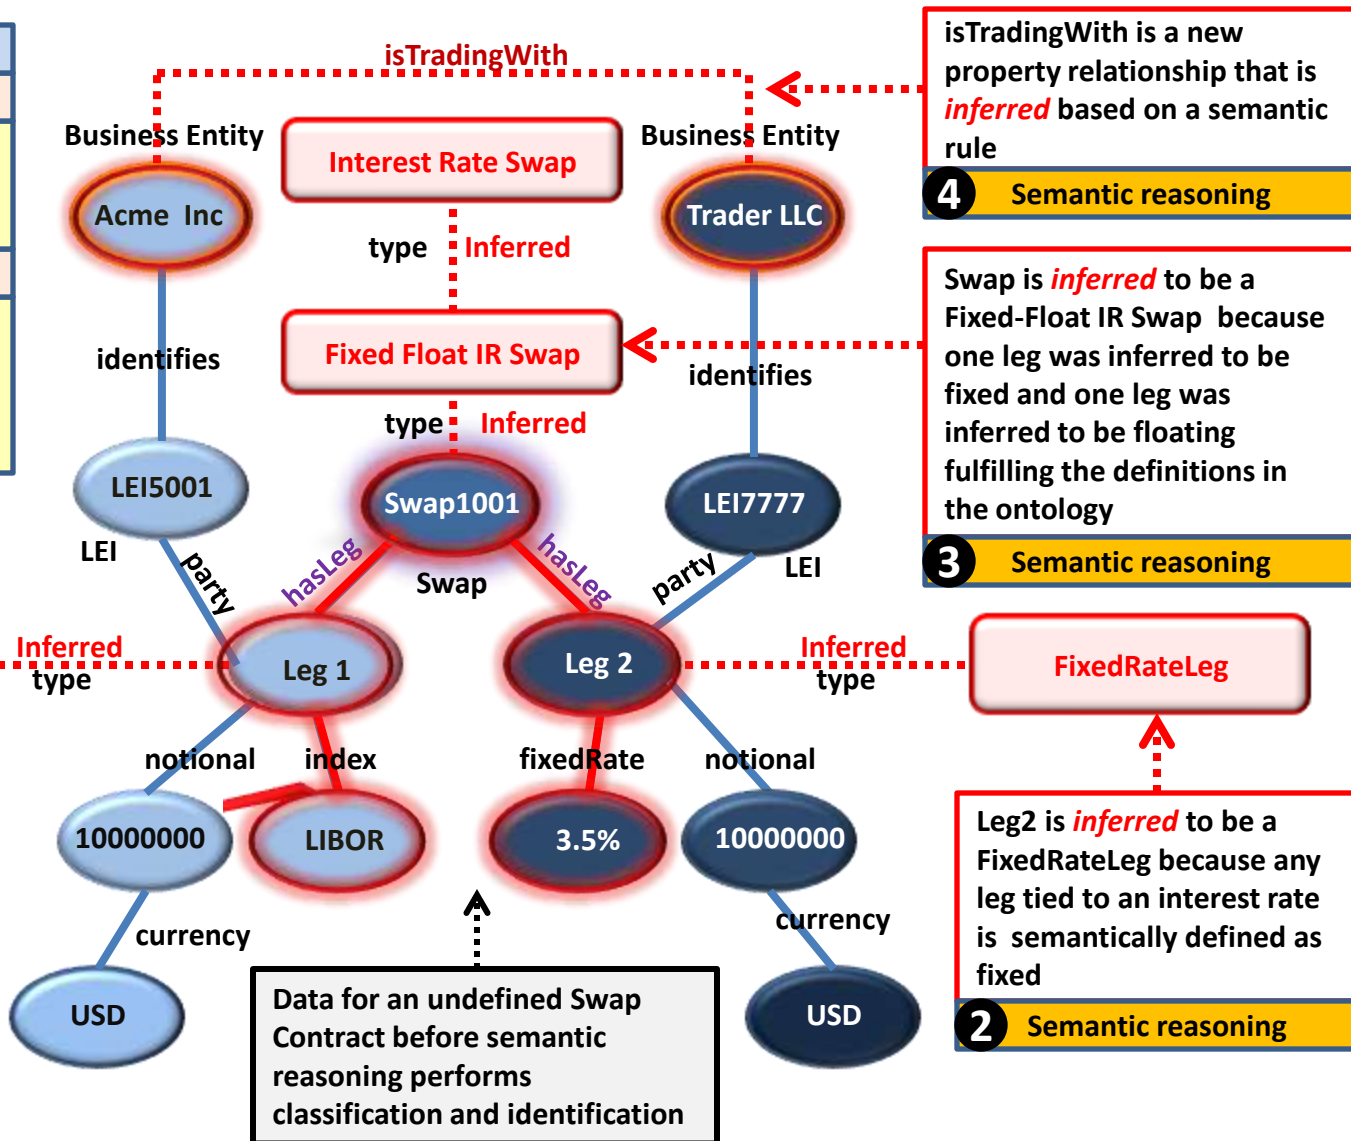 isTradingWith
Business Entity
Interest Rate Swap
Business Entity
Acme Inc
Trader LLC
type Inferred
Fixed Float IR Swap
identifies
identifies
type Inferred
LEI5001
Swap1001
LEI7777
LEI
party
hasLeg
Swap
hasLeg
party
LEI
Inferred
type
Leg 1
Leg 2
Inferred
type
FixedRateLeg
notional
index
fixedRate
notional
10000000
LIBOR
3.5%
10000000
currency
currency
USD
USD
Data for an undefined Swap
Contract before semantic
reasoning performs
classification and identification
isTradingWith is a new
property relationship that is
inferred based on a semantic
rule
4 Semantic reasoning
Swap is inferred to be a
Fixed-Float IR Swap because
one leg was inferred to be
fixed and one leg was
inferred to be floating
fulfilling the definitions in
the ontology
3 Semantic reasoning
Leg2 is inferred to be a
FixedRateLeg because any
leg tied to an interest rate
is semantically defined as
fixed
2 Semantic reasoning